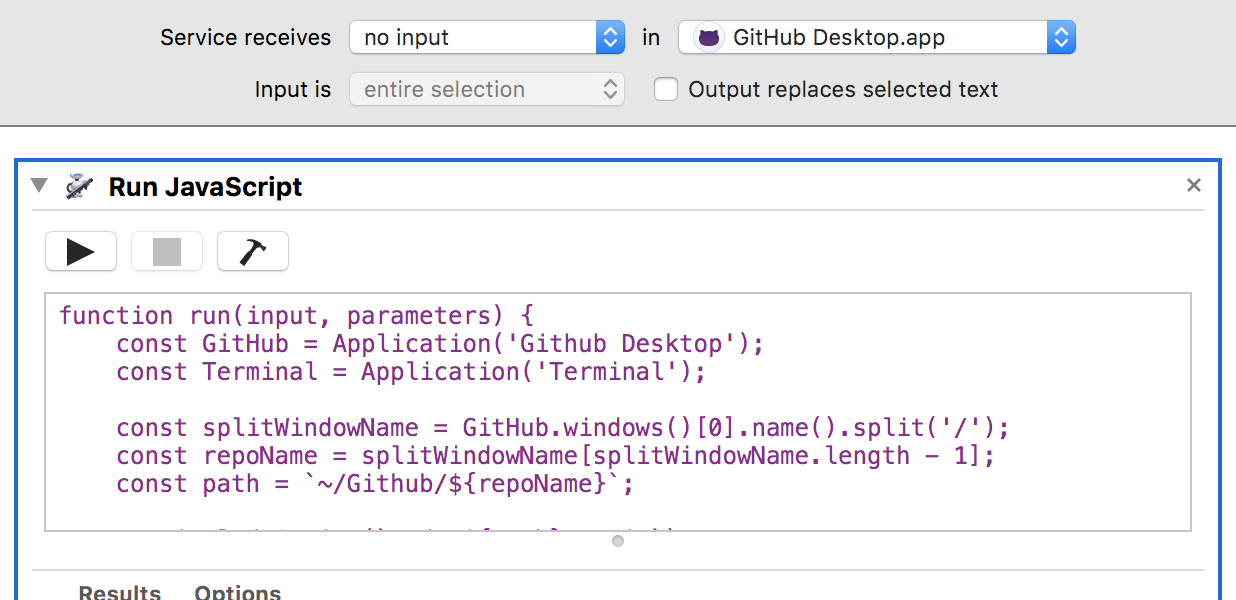 Service receives no input in GitHub Desktop.app
Input is entire selection Output replaces selected text
Run JavaScript
function run(input, parameters) {
const GitHub = Application('Github Desktop');
const Terminal = Application('Terminal');
const splitWindowName = GitHub.windows()[0].name().split('/');
const repoName = splitWindowName[splitWindowName.length - 1];
const path = `~/Github/${repoName}`;
Results Options